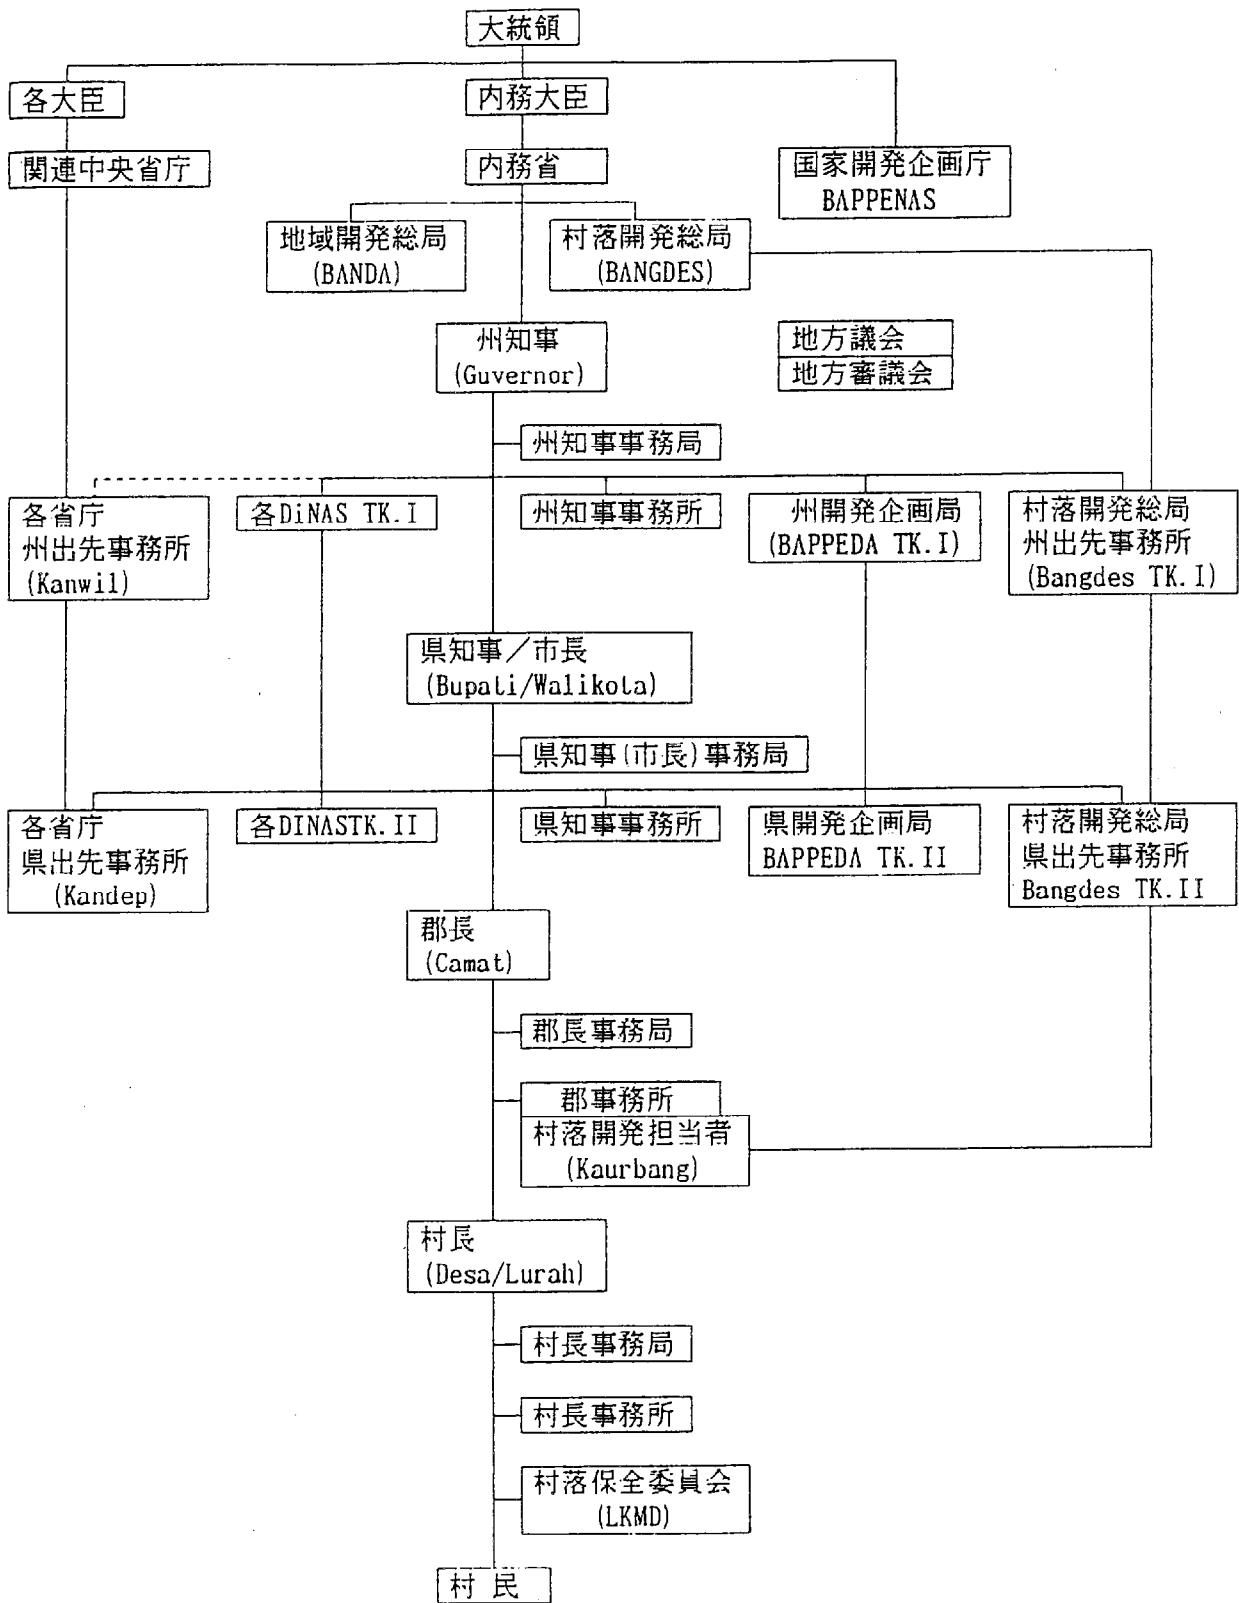 大統領
各大臣
内務大臣
関連中央省庁
内務省
国家開発企画庁
BAPPENAS
地域開発総局
(BANDA)
村落開発総局
(BANGDES)
州知事
(Guvernor)
地方議会
地方審議会
州知事事務局
各省庁
州出先事務所
(Kanwil)
各DiNAS TK.I
州知事事務所
州開発企画局
(BAPPEDA TK.I)
村落開発総局
州出先事務所
(Bangdes TK.I)
県知事／市長
(Bupati/Walikota)
県知事(市長)事務局
各省庁
県出先事務所
(Kandep)
各DINASTK.II
県知事事務所
県開発企画局
BAPPEDA TK.II
村落開発総局
県出先事務所
Bangdes TK.II
郡長
(Camat)
郡長事務局
郡事務所
村落開発担当者
(Kaurbang)
村長
(Desa/Lurah)
村長事務局
村長事務所
村落保全委員会
(LKMD)
村 民